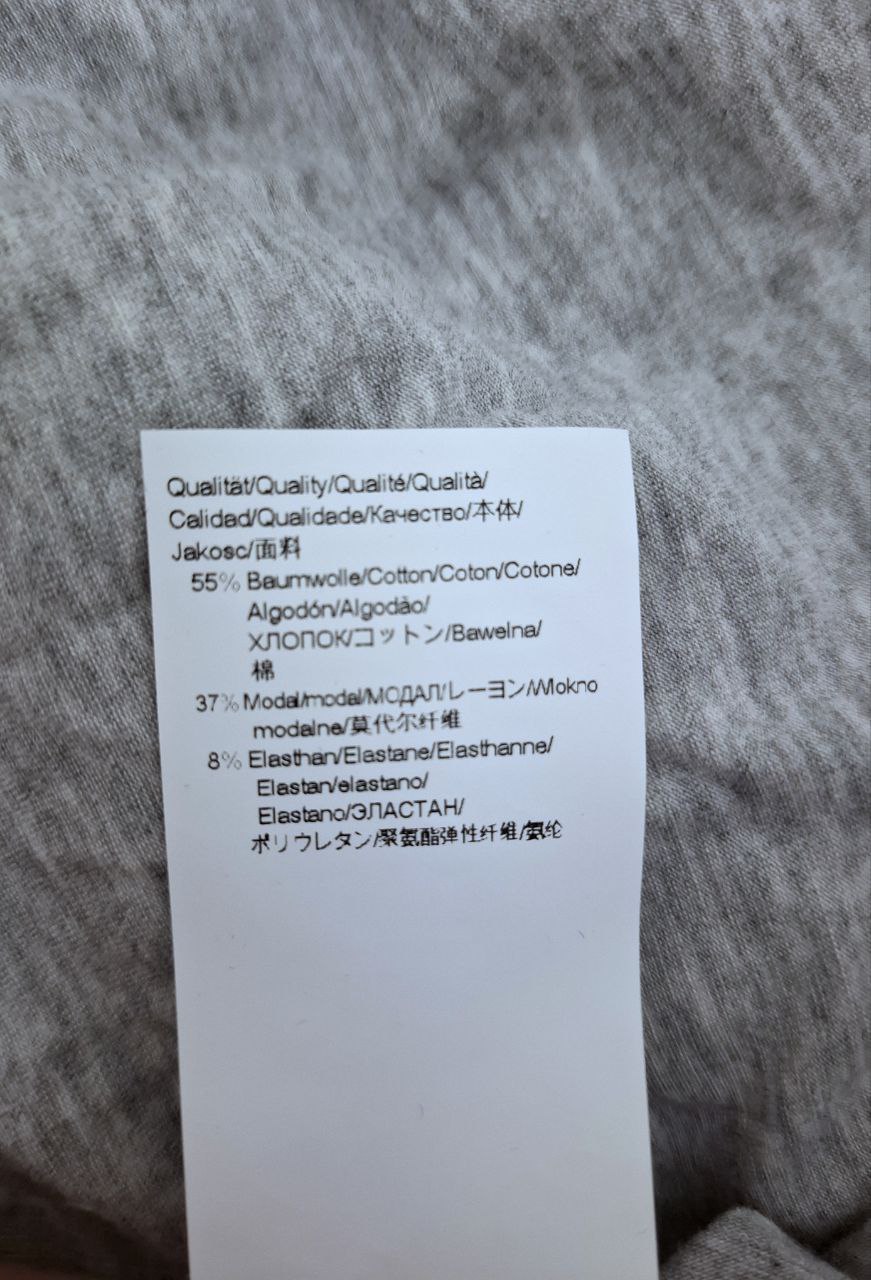 Qualität/Quality/Qualité/Qualità/
Calidad/Qualidade/Качество/本体/
Jakosc/面料
55% Baumwolle/Cotton/Coton/Cotone/
Algodón/Algodão/
ХЛОПОК/コットン/Bawelna/
棉
37% Modal/modal/МОДАЛ/レーヨン/Wlokno
modalne/莫代尔纤维
8% Elasthan/Elastane/Elasthanne/
Elastan/elastano/
Elastano/ЭЛАСТАН/
ポリウレタン/聚氨酯弹性纤维/氨纶